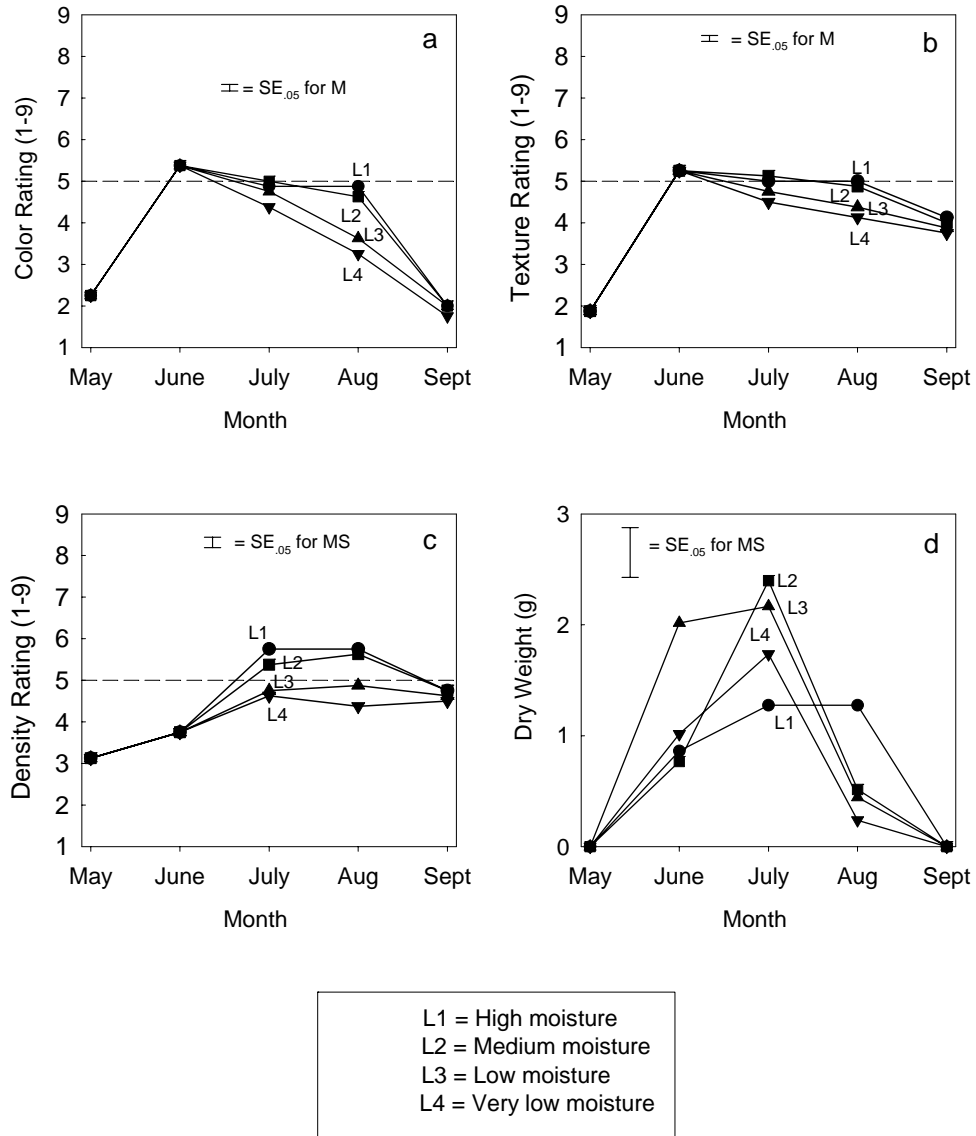 a
= SE.05 for M
Color Rating (1-9)
9
8
7
6
5
4
3
2
1
L1
L2
L3
L4
May June July Aug Sept
Month
b
= SE.05 for M
Texture Rating (1-9)
9
8
7
6
5
4
3
2
1
L1
L2
L3
L4
May June July Aug Sept
Month
c
= SE.05 for MS
Density Rating (1-9)
9
8
7
6
5
4
3
2
1
L1
L2
L3
L4
May June July Aug Sept
Month
d
= SE.05 for MS
Dry Weight (g)
3
2
1
0
L2
L3
L4
L1
May June July Aug Sept
Month
L1 = High moisture
L2 = Medium moisture
L3 = Low moisture
L4 = Very low moisture